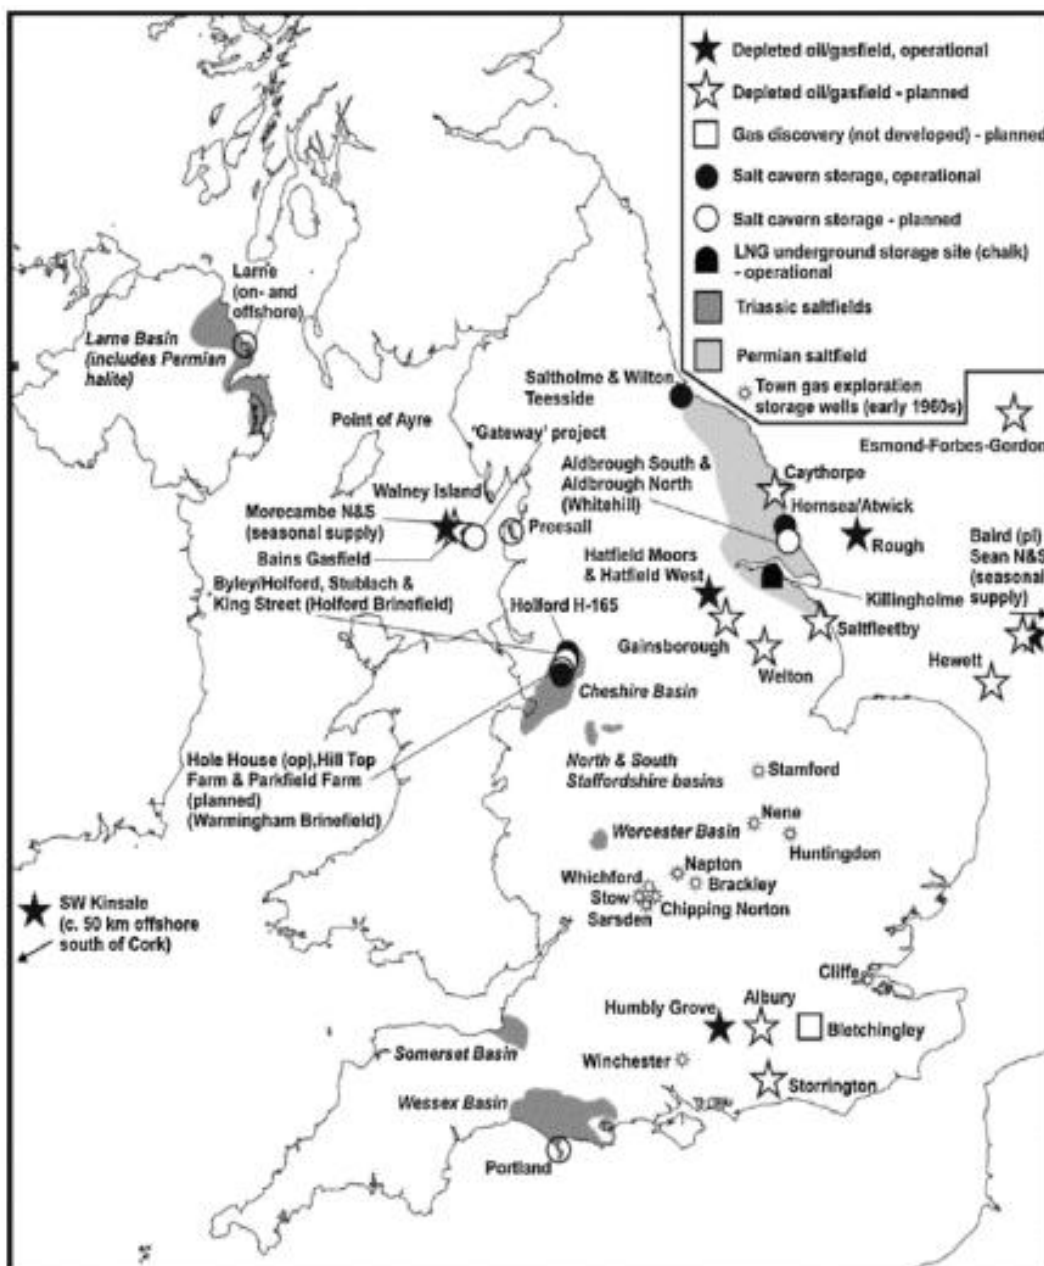 Depleted oil/gasfield, operational
Depleted oil/gasfield - planned
Gas discovery (not developed) - planned
Salt cavern storage, operational
Salt cavern storage - planned
LNG underground storage site (chalk)
- operational
Triassic saltfields
Permian saltfield
Town gas exploration
storage wells (early 1960s)
Larne
(on- and
offshore)
Larne Basin
(includes Permian
halite)
Saltholme & Wilton
Teesside
Esmond-Forbes-Gordon
Point of Ayre
'Gateway' project
Aldbrough South &
Aldbrough North
(Whitehill)
Caythorpe
Hornsea/Atwick
Walney Island
Morecambe N&S
(seasonal supply)
Preesall
Bains Gasfield
Rough
Baird (pl)
Sean N&S
(seasonal
supply)
Hatfield Moors
& Hatfield West
Byley/Holford, Stublach &
King Street (Holford Brinefield)
Holford H-165
Killingholme
Gainsborough
Saltfleetby
Welton
Hewett
Cheshire Basin
Hole House (op),Hill Top
Farm & Parkfield Farm
(planned)
(Warmingham Brinefield)
North & South
Staffordshire basins
Stamford
Nene
Worcester Basin
Huntingdon
Napton
Whichford
Brackley
Stow
Chipping Norton
Sarsden
SW Kinsale
(c. 50 km offshore
south of Cork)
Cliffe
Humbly Grove
Albury
Bletchingley
Somerset Basin
Winchester
Storrington
Wessex Basin
Portland